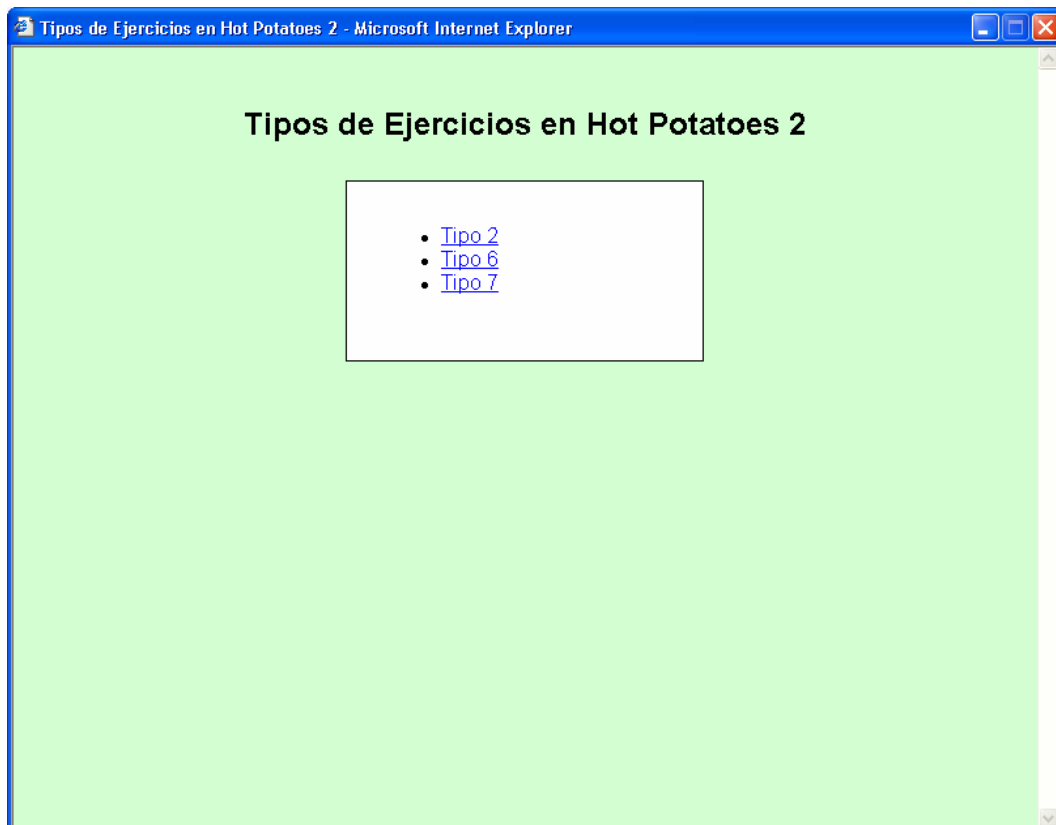 Tipos de Ejercicios en Hot Potatoes 2 - Microsoft Internet Explorer
Tipos de Ejercicios en Hot Potatoes 2
Tipo 2
Tipo 6
Tipo 7